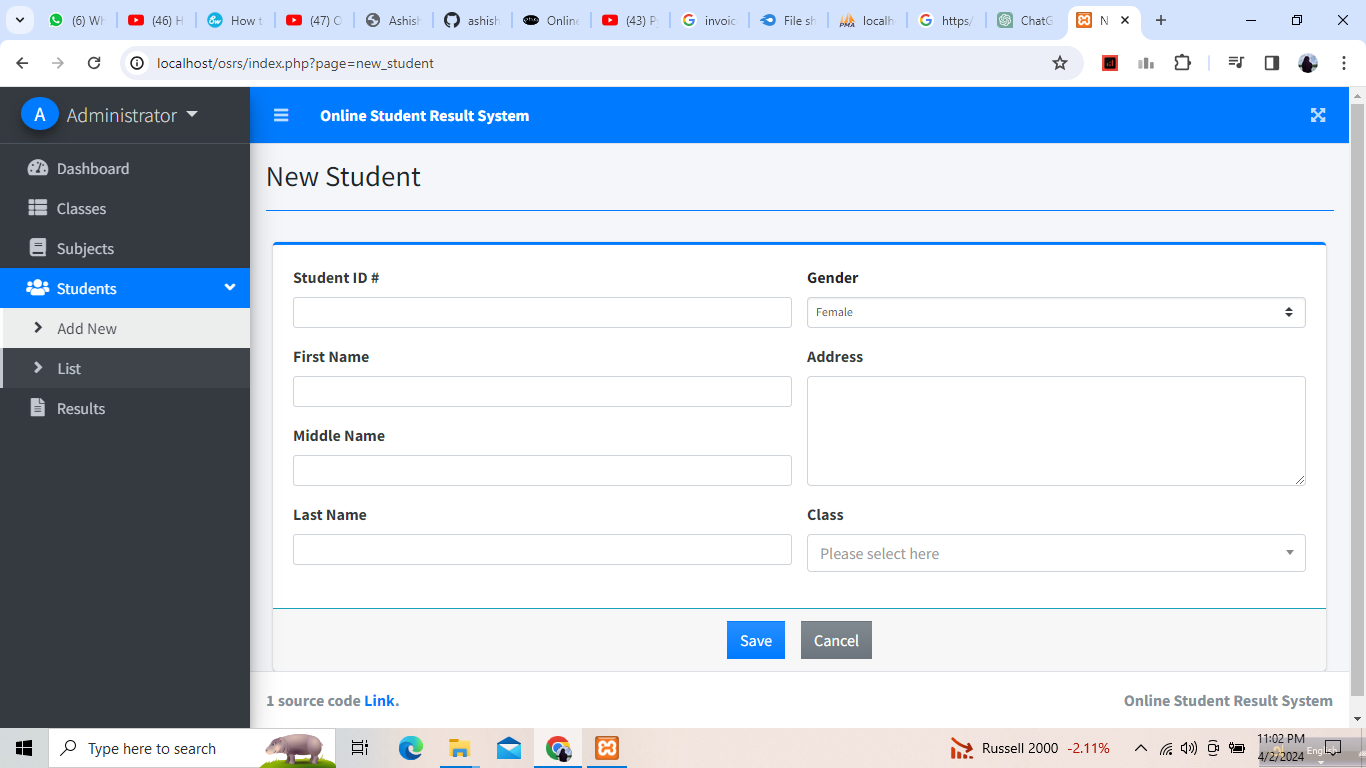 (6) Wh
(46) H
How t
(47) O
Ashish
ashish
Online
(43) P
invoic
File sh
localh
https:/
ChatG
N
localhost/osrs/index.php?page=new_student
A Administrator
Online Student Result System
Dashboard
Classes
Subjects
Students
Add New
List
Results
New Student
Student ID #
Gender
Female
First Name
Address
Middle Name
Last Name
Class
Please select here
Save
Cancel
1 source code Link.
Online Student Result System
Type here to search
Russell 2000 -2.11%
11:02 PM
4/2/2024
English